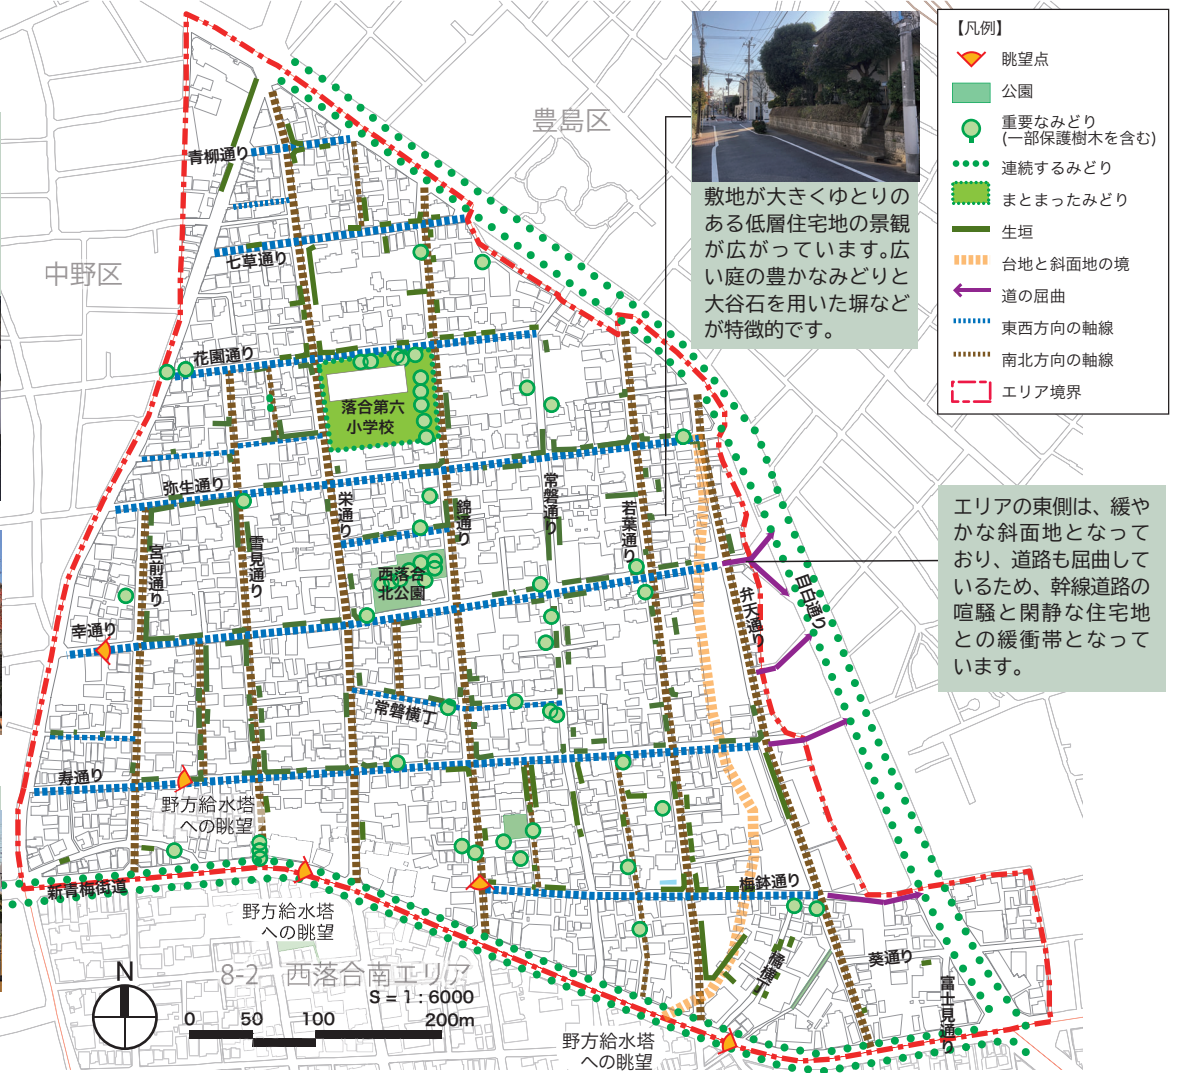 【凡例】
眺望点
公園
重要なみどり
(一部保護樹木を含む)
連続するみどり
まとまったみどり
生垣
台地と斜面地の境
道の屈曲
東西方向の軸線
南北方向の軸線
エリア境界
敷地が大きくゆとりの
ある低層住宅地の景観
が広がっています。広
い庭の豊かなみどりと
大谷石を用いた塀など
が特徴的です。
エリアの東側は、緩や
かな斜面地となって
おり、道路も屈曲して
いるため、幹線道路の
喧騒と閑静な住宅地
との緩衝帯となって
います。
豊島区
中野区
青柳通り
七草通り
花園通り
落合第六
小学校
弥生通り
栄通り
錦通り
常磐通り
若葉通り
宮前通り
雪見通り
西落合
北公園
弁天通り
目白通り
幸通り
常磐横丁
寿通り
野方給水塔
への眺望
新青梅街道
野方給水塔
への眺望
梅鉢通り
橘横丁
葵通り
富士見通り
8-2 西落合南エリア
S = 1 : 6000
N
0 50 100 200m
野方給水塔
への眺望